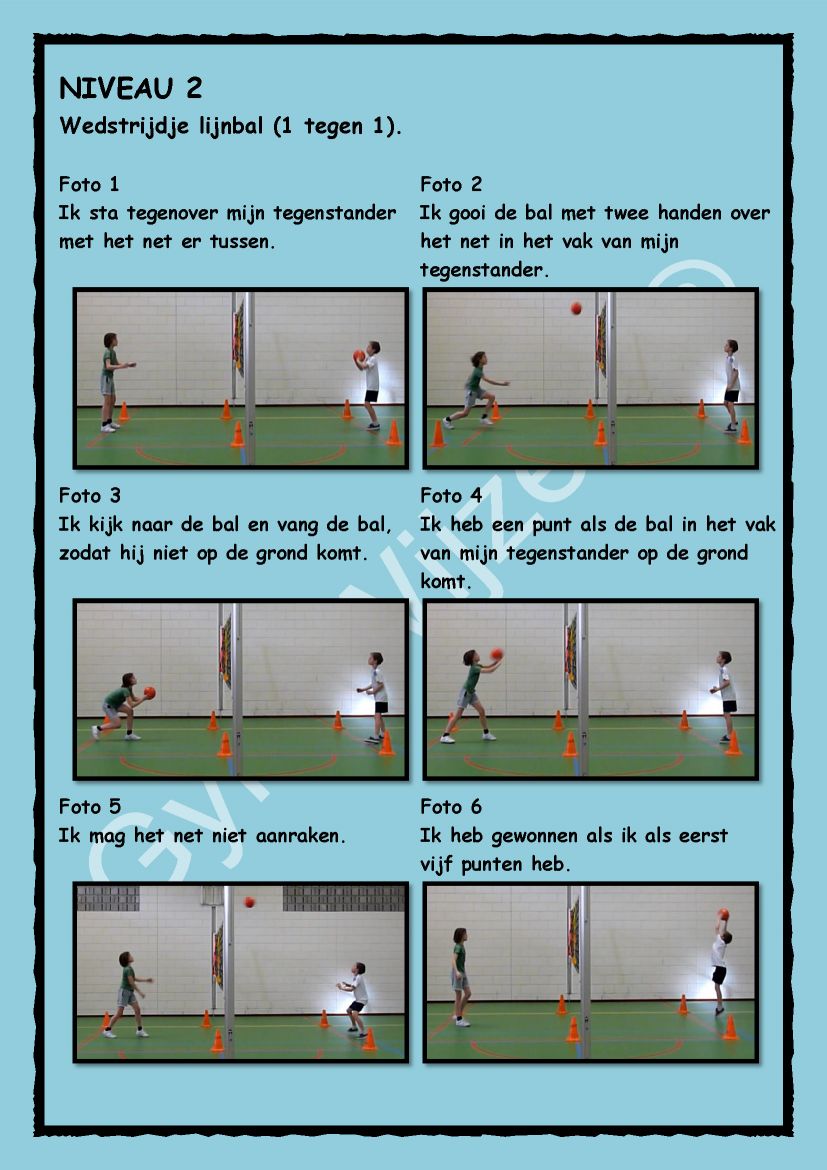 NIVEAU 2
Wedstrijdje lijnbal (1 tegen 1).
Foto 1
Ik sta tegenover mijn tegenstander
met het net er tussen.
Foto 2
Ik gooi de bal met twee handen over
het net in het vak van mijn
tegenstander.
Foto 3
Ik kijk naar de bal en vang de bal,
zodat hij niet op de grond komt.
Foto 4
Ik heb een punt als de bal in het vak
van mijn tegenstander op de grond
komt.
Foto 5
Ik mag het net niet aanraken.
Foto 6
Ik heb gewonnen als ik als eerst
vijf punten heb.